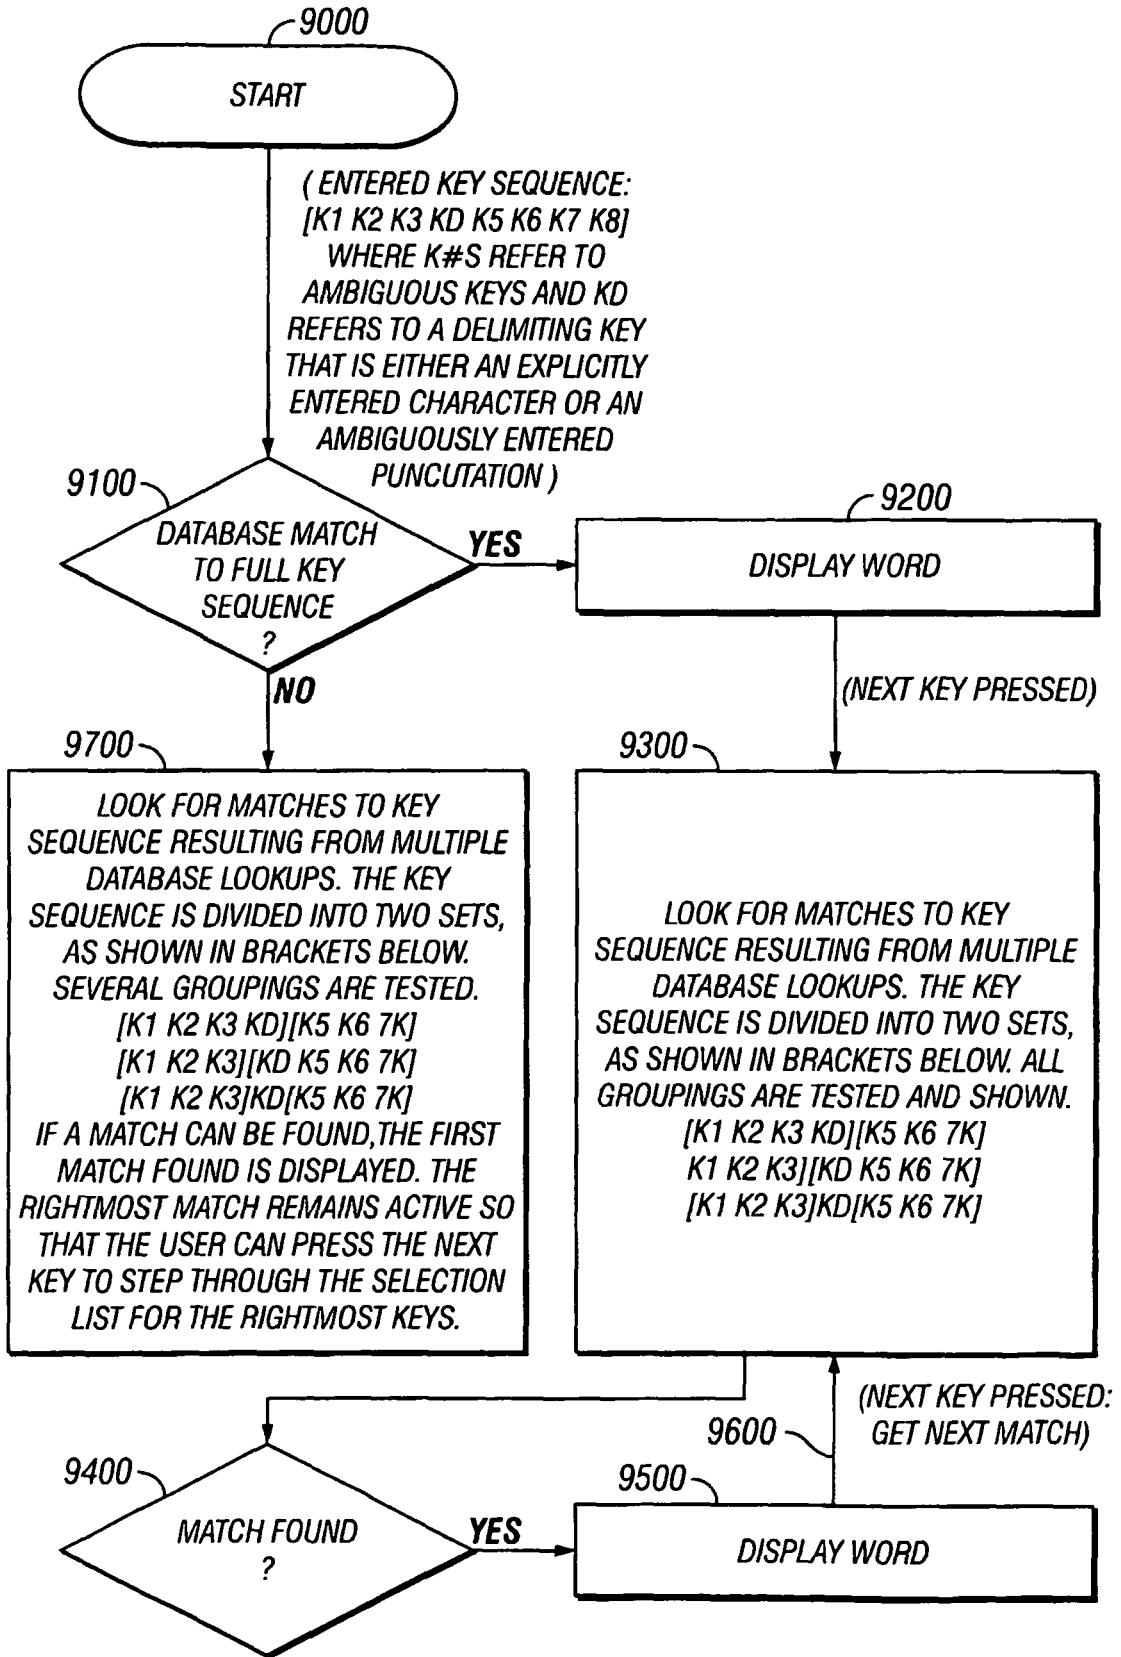 9000
START
( ENTERED KEY SEQUENCE:
[K1 K2 K3 KD K5 K6 K7 K8]
WHERE K#S REFER TO
AMBIGUOUS KEYS AND KD
REFERS TO A DELIMITING KEY
THAT IS EITHER AN EXPLICITLY
ENTERED CHARACTER OR AN
AMBIGUOUSLY ENTERED
PUNCUTATION )
9100
DATABASE MATCH
TO FULL KEY
SEQUENCE
?
YES
9200
DISPLAY WORD
NO
(NEXT KEY PRESSED)
9700
LOOK FOR MATCHES TO KEY
SEQUENCE RESULTING FROM MULTIPLE
DATABASE LOOKUPS. THE KEY
SEQUENCE IS DIVIDED INTO TWO SETS,
AS SHOWN IN BRACKETS BELOW.
SEVERAL GROUPINGS ARE TESTED.
[K1 K2 K3 KD][K5 K6 7K]
[K1 K2 K3][KD K5 K6 7K]
[K1 K2 K3]KD[K5 K6 7K]
IF A MATCH CAN BE FOUND,THE FIRST
MATCH FOUND IS DISPLAYED. THE
RIGHTMOST MATCH REMAINS ACTIVE SO
THAT THE USER CAN PRESS THE NEXT
KEY TO STEP THROUGH THE SELECTION
LIST FOR THE RIGHTMOST KEYS.
9300
LOOK FOR MATCHES TO KEY
SEQUENCE RESULTING FROM MULTIPLE
DATABASE LOOKUPS. THE KEY
SEQUENCE IS DIVIDED INTO TWO SETS,
AS SHOWN IN BRACKETS BELOW. ALL
GROUPINGS ARE TESTED AND SHOWN.
[K1 K2 K3 KD][K5 K6 7K]
K1 K2 K3][KD K5 K6 7K]
[K1 K2 K3]KD[K5 K6 7K]
9400
MATCH FOUND
?
YES
9500
DISPLAY WORD
9600
(NEXT KEY PRESSED:
GET NEXT MATCH)